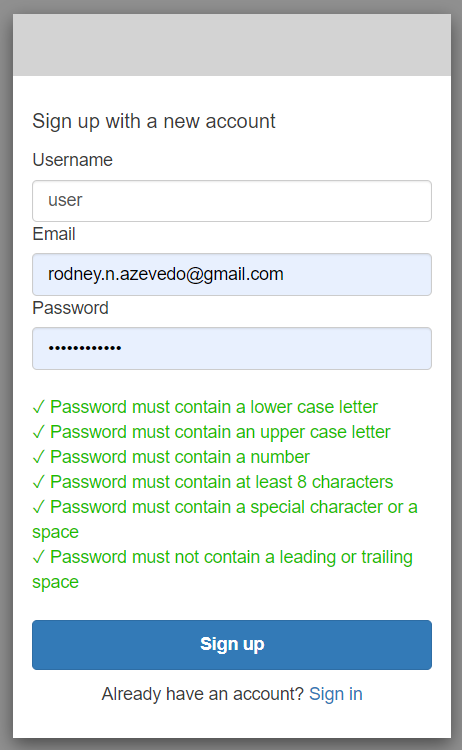 Sign up with a new account
Username
user
Email
rodney.n.azevedo@gmail.com
Password
••••••••••••
✓ Password must contain a lower case letter
✓ Password must contain an upper case letter
✓ Password must contain a number
✓ Password must contain at least 8 characters
✓ Password must contain a special character or a
space
✓ Password must not contain a leading or trailing
space
Sign up
Already have an account? Sign in